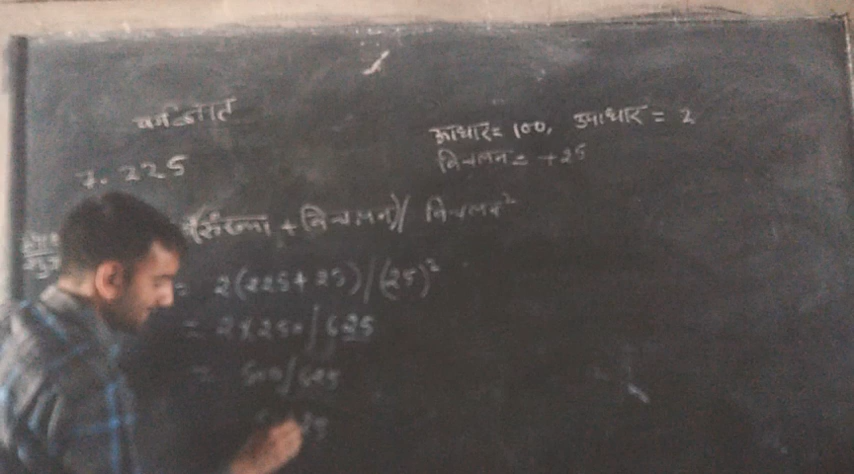 वर्ग ज्ञात
आधार = 100, उपाधार = 2
विचलन = +25
7. 225
(संख्या + विचलन) / विचलन²
= 2(225 + 25) / (25)²
= 2 × 250 / 625
= 500 / 625